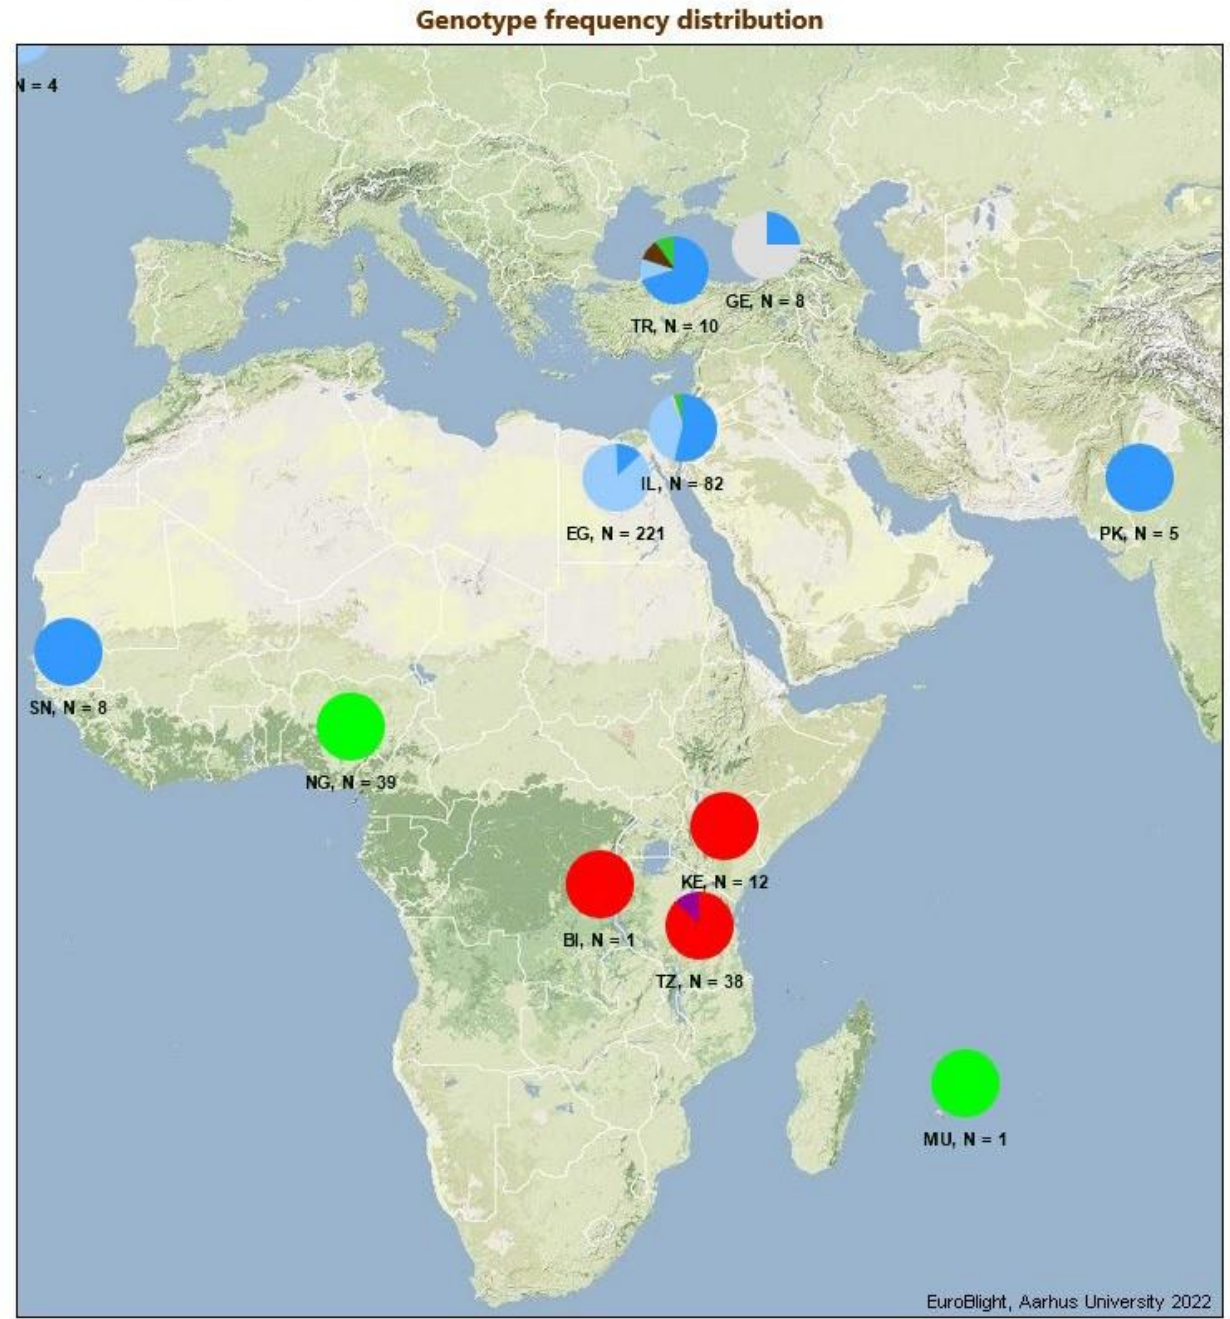 Genotype frequency distribution
N = 4
GE, N = 8
TR, N = 10
IL, N = 82
EG, N = 221
PK, N = 5
SN, N = 8
NG, N = 39
KE, N = 12
BI, N = 1
TZ, N = 38
MU, N = 1
EuroBlight, Aarhus University 2022